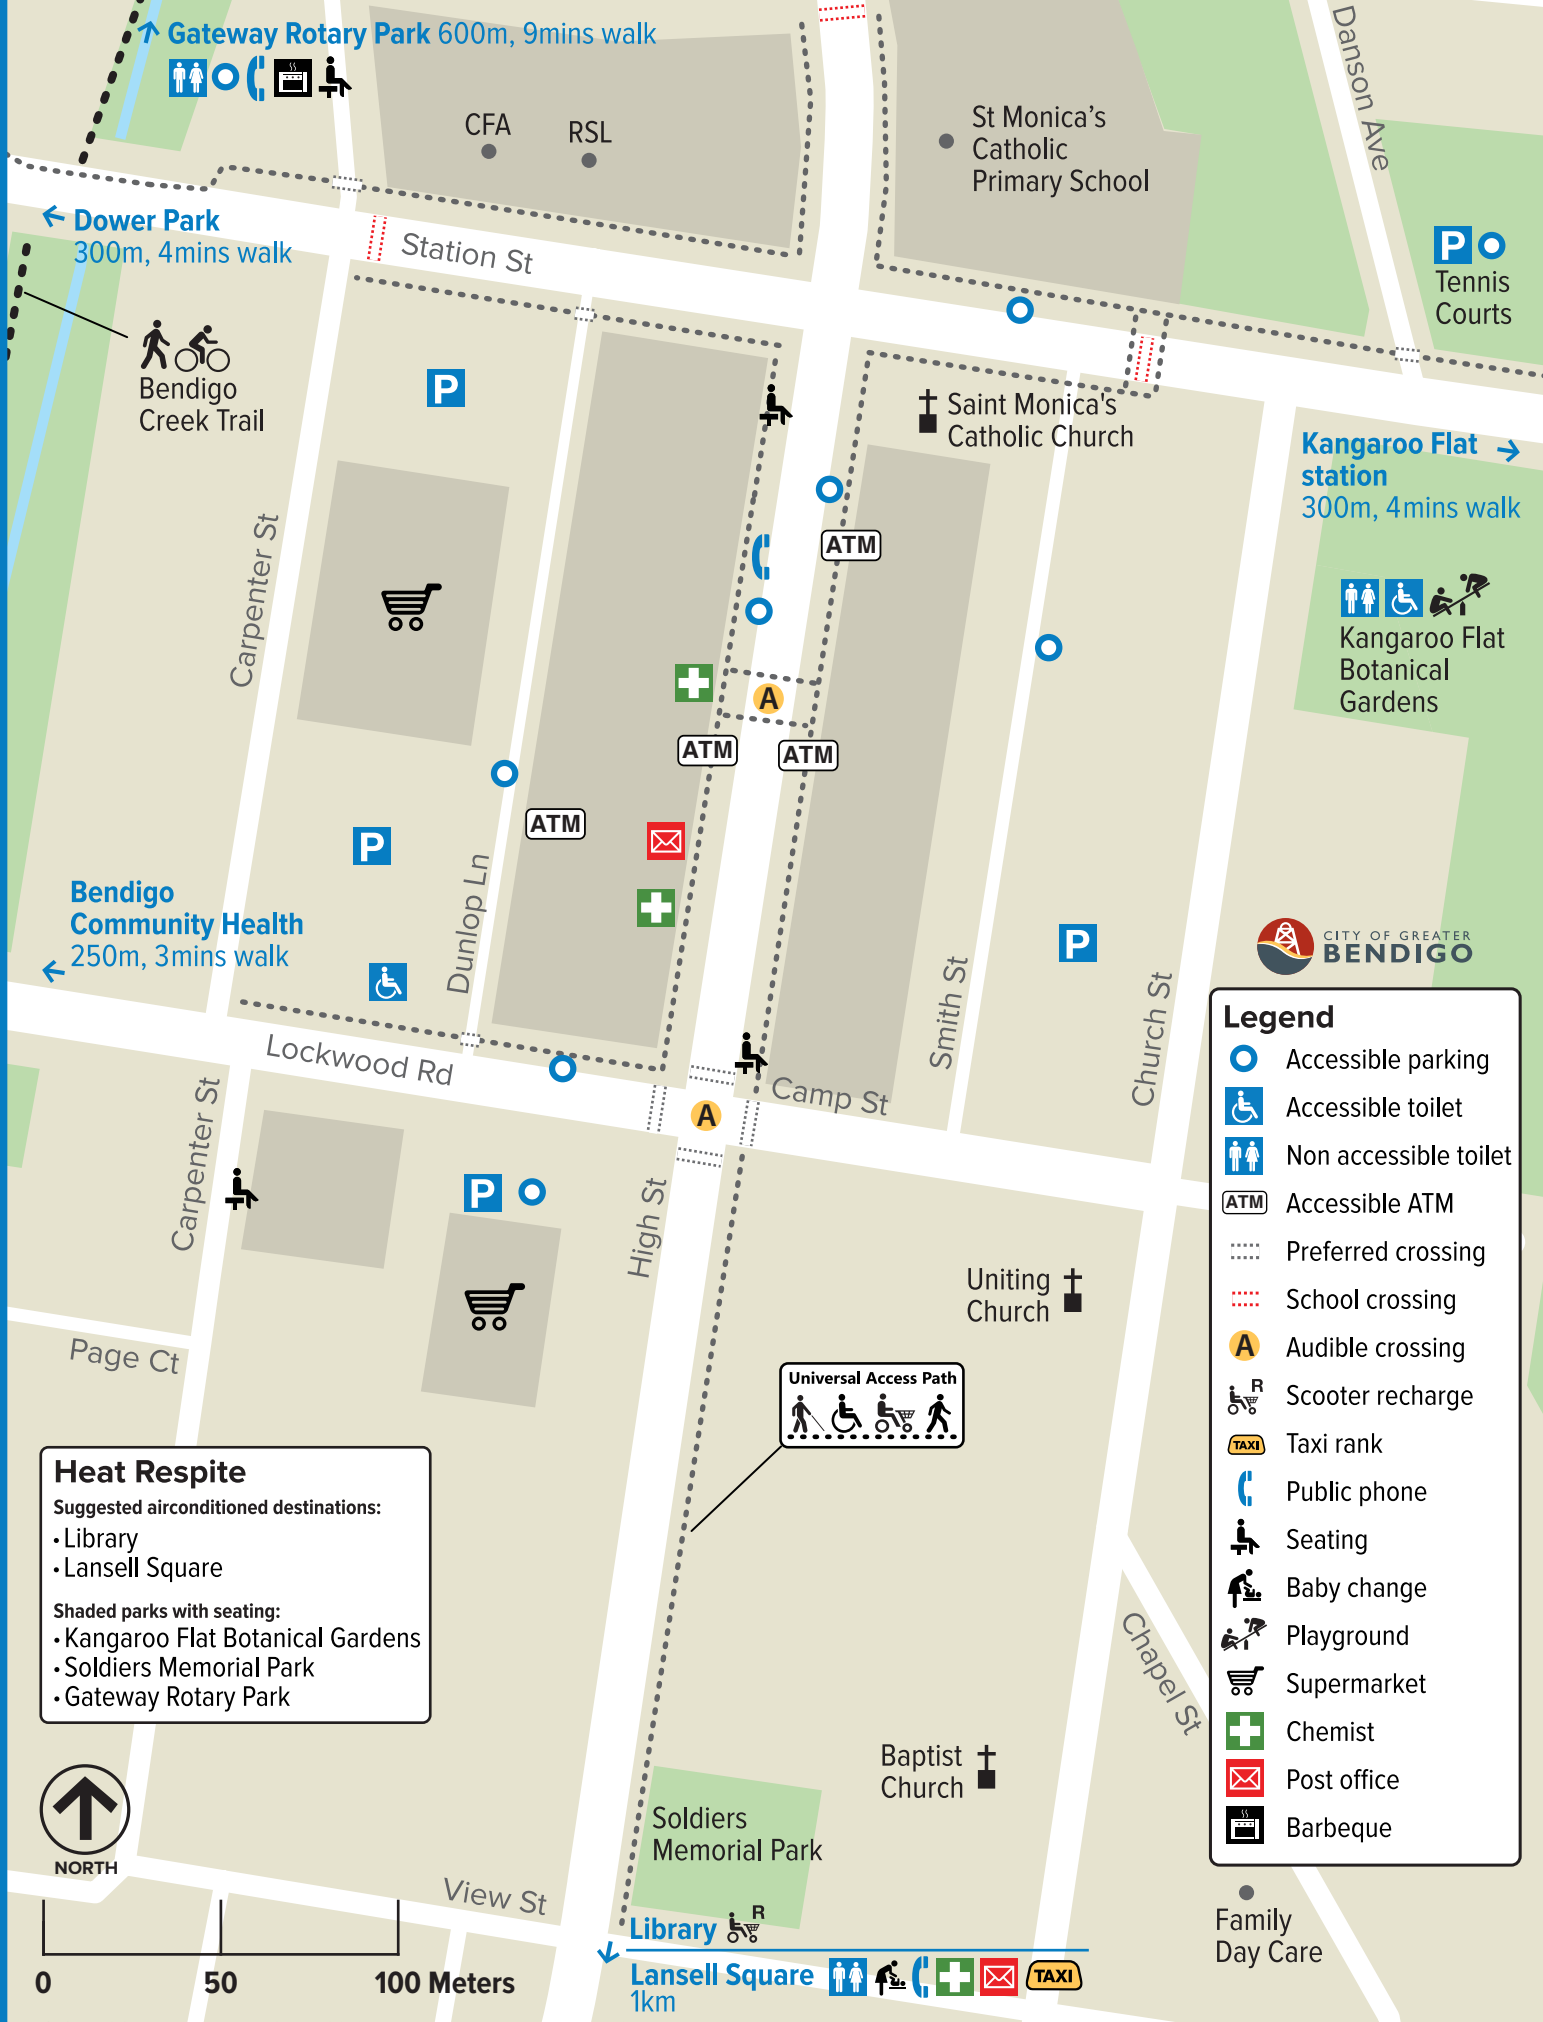 Gateway Rotary Park 600m, 9mins walk
CFA
RSL
St Monica's
Catholic
Primary School
Danson Ave
Dower Park
300m, 4mins walk
Station St
P
Tennis
Courts
Bendigo
Creek Trail
P
Saint Monica's
Catholic Church
Kangaroo Flat
station
300m, 4mins walk
Carpenter St
ATM
Kangaroo Flat
Botanical
Gardens
A
ATM
ATM
ATM
P
Dunlop Ln
Bendigo
Community Health
250m, 3mins walk
P
Smith St
Church St
CITY OF GREATER
BENDIGO
Lockwood Rd
Camp St
A
Carpenter St
P
High St
Uniting
Church
Page Ct
Universal Access Path
Legend
Accessible parking
Accessible toilet
Non accessible toilet
ATM Accessible ATM
Preferred crossing
School crossing
A Audible crossing
R Scooter recharge
TAXI Taxi rank
Public phone
Seating
Baby change
Playground
Supermarket
Chemist
Post office
Barbeque
Heat Respite
Suggested airconditioned destinations:
• Library
• Lansell Square
Shaded parks with seating:
• Kangaroo Flat Botanical Gardens
• Soldiers Memorial Park
• Gateway Rotary Park
Chapel St
Baptist
Church
Soldiers
Memorial Park
NORTH
View St
Library R
Lansell Square TAXI
1km
Family
Day Care
0 50 100 Meters